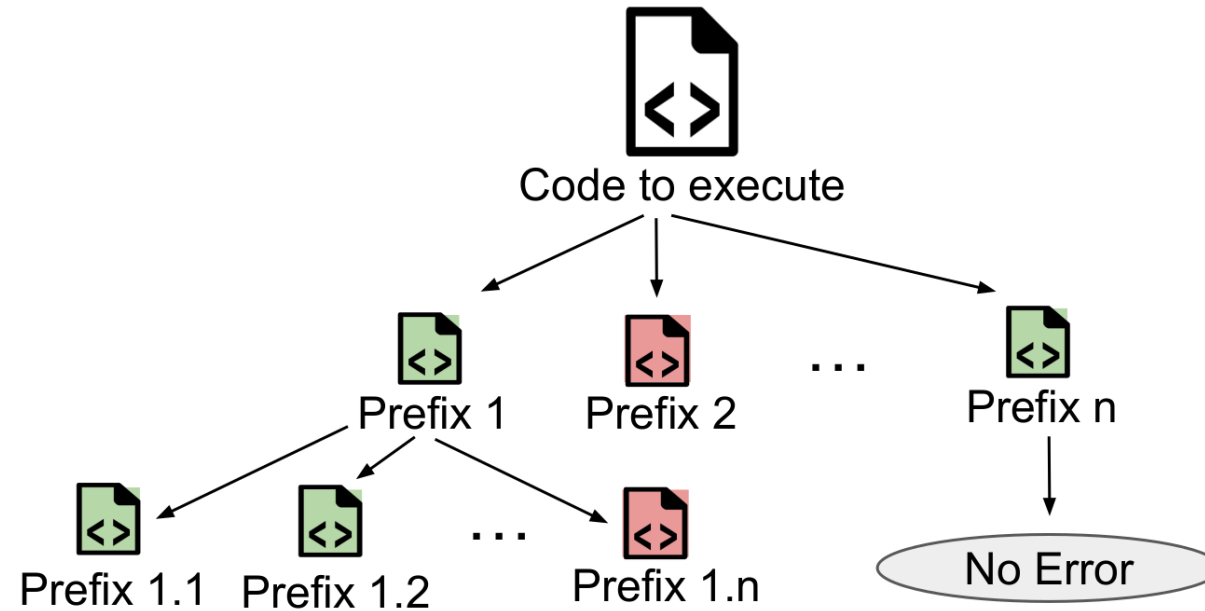 Code to execute
Prefix 1
Prefix 2
...
Prefix n
Prefix 1.1
Prefix 1.2
...
Prefix 1.n
No Error